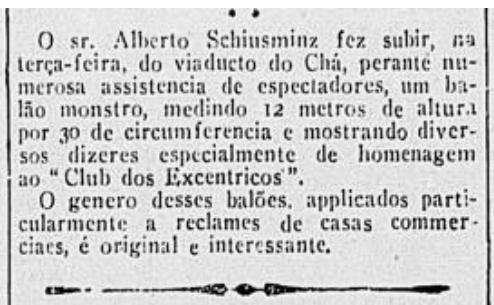 O sr. Alberto Schiusminz fez subir, na
terça-feira, do viaducto do Chá, perante nu-
merosa assistencia de espectadores, um ba-
lão monstro, medindo 12 metros de altura
por 30 de circumferencia e mostrando diver-
sos dizeres especialmente de homenagem
ao "Club dos Excentricos".
O genero desses balões, applicados parti-
cularmente a reclames de casas commer-
ciaes, é original e interessante.